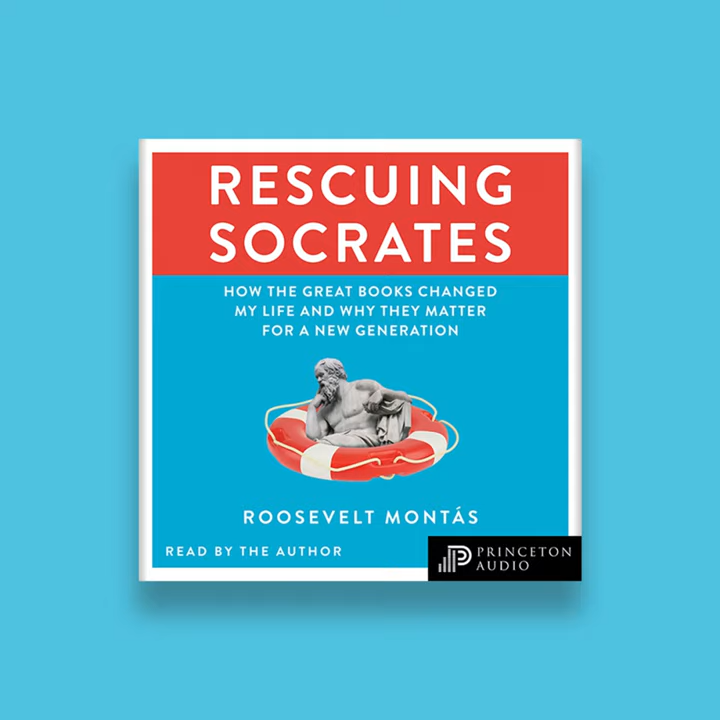 RESCUING
SOCRATES
HOW THE GREAT BOOKS CHANGED
MY LIFE AND WHY THEY MATTER
FOR A NEW GENERATION
ROOSEVELT MONTÁS
READ BY THE AUTHOR
PRINCETON
AUDIO